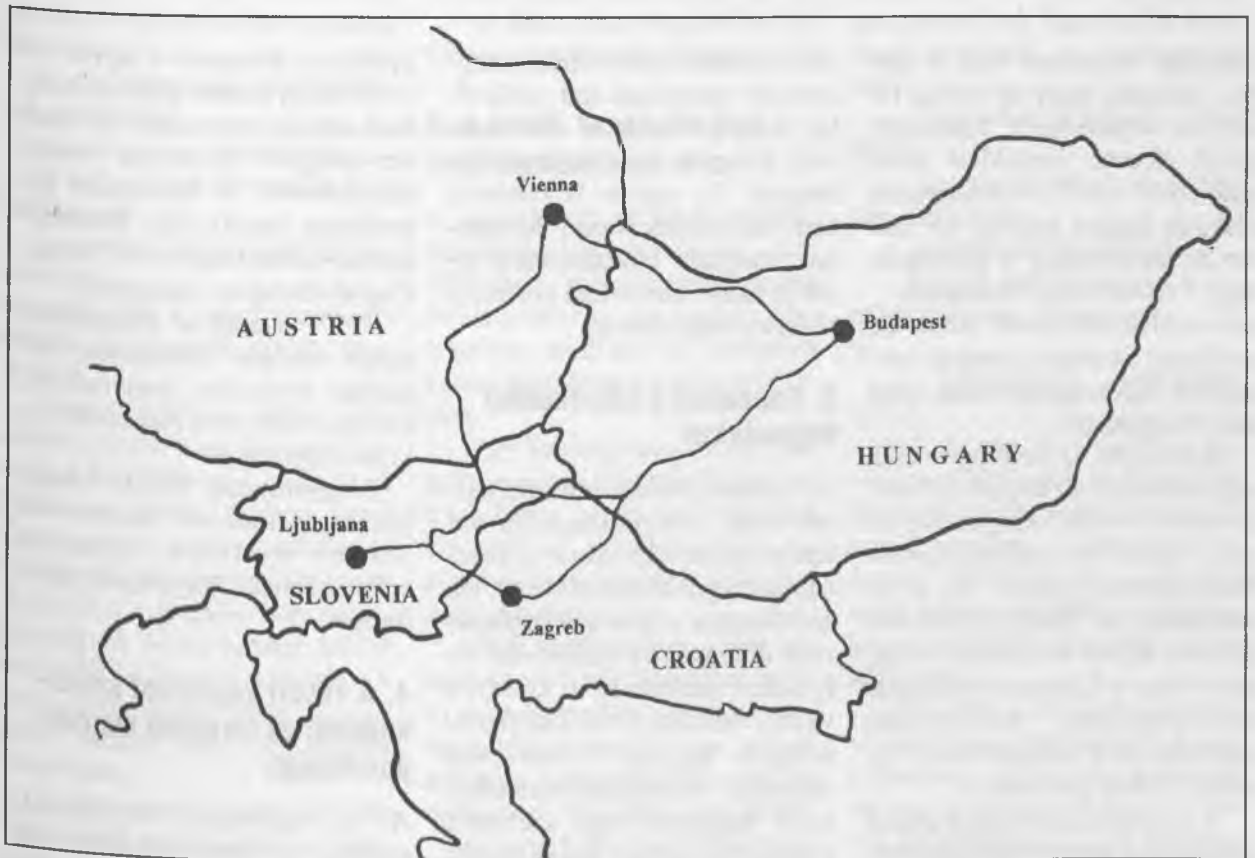 Vienna
AUSTRIA
Budapest
HUNGARY
Ljubljana
SLOVENIA
Zagreb
CROATIA